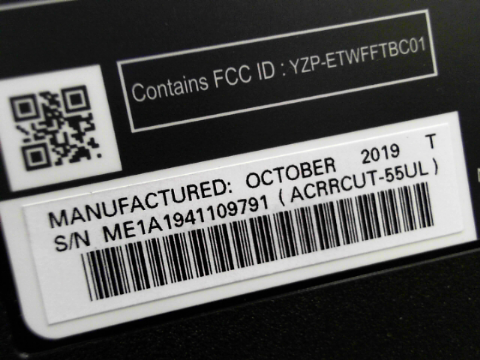 Contains FCC ID : YZP-ETWFFTBC01
MANUFACTURED: OCTOBER 2019 T
S/N ME1A1941109791 ( ACRRCUT-55UL )